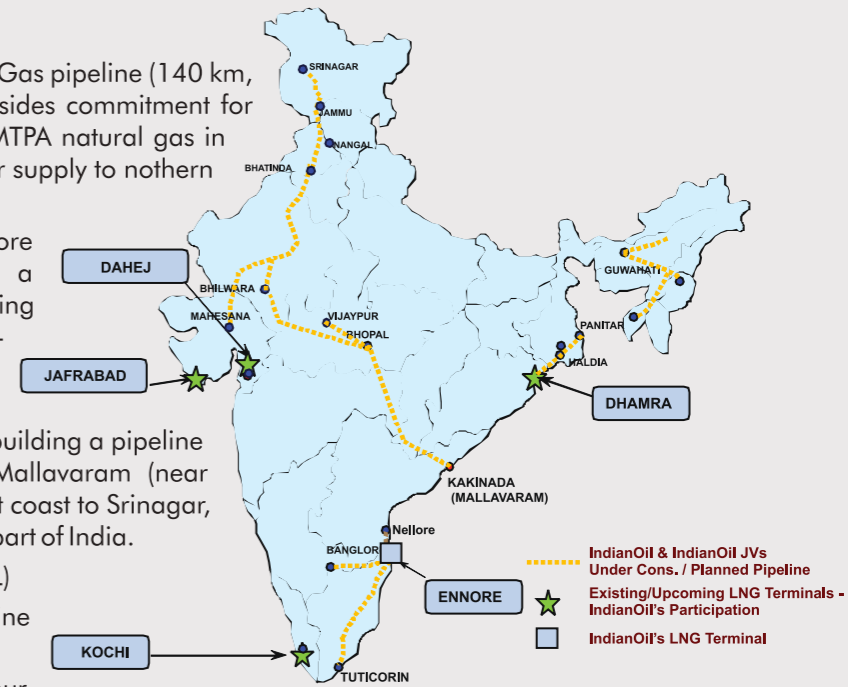 Gas pipeline (140 km,
sides commitment for
MTPA natural gas in
r supply to nothern
ore
a
ing
building a pipeline
Mallavaram (near
t coast to Srinagar,
part of India.
.)
ne
our
SRINAGAR
JAMMU
NANGAL
BHATINDA
DAHEJ
BHILWARA
MAHESANA
VIJAYPUR
BHOPAL
JAFRABAD
GUWAHATI
PANITAR
HALDIA
DHAMRA
KAKINADA
(MALLAVARAM)
Nellore
BANGLOR
ENNORE
KOCHI
TUTICORIN
IndianOil & IndianOil JVs
Under Cons. / Planned Pipeline
Existing/Upcoming LNG Terminals -
IndianOil's Participation
IndianOil's LNG Terminal